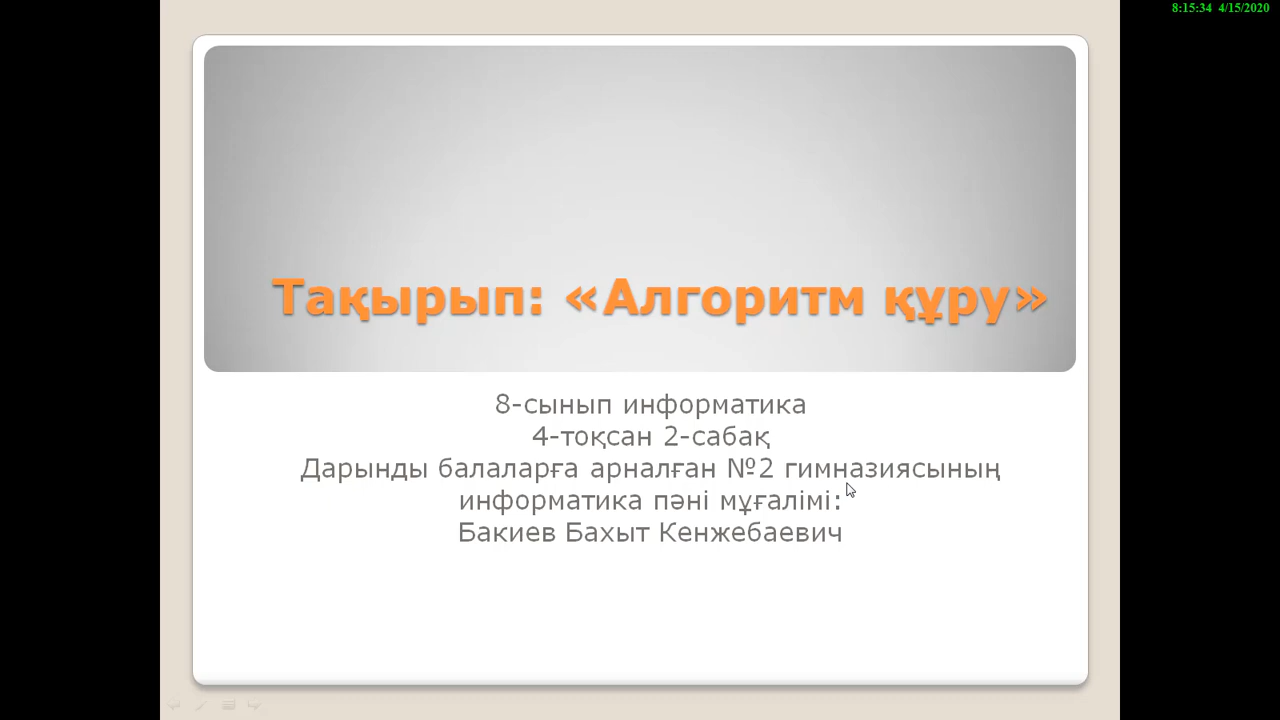 8:15:34 4/15/2020
Тақырып: «Алгоритм құру»
8-сынып информатика
4-тоқсан 2-сабақ
Дарынды балаларға арналған №2 гимназиясының
информатика пәні мұғалімі:
Бакиев Бахыт Кенжебаевич